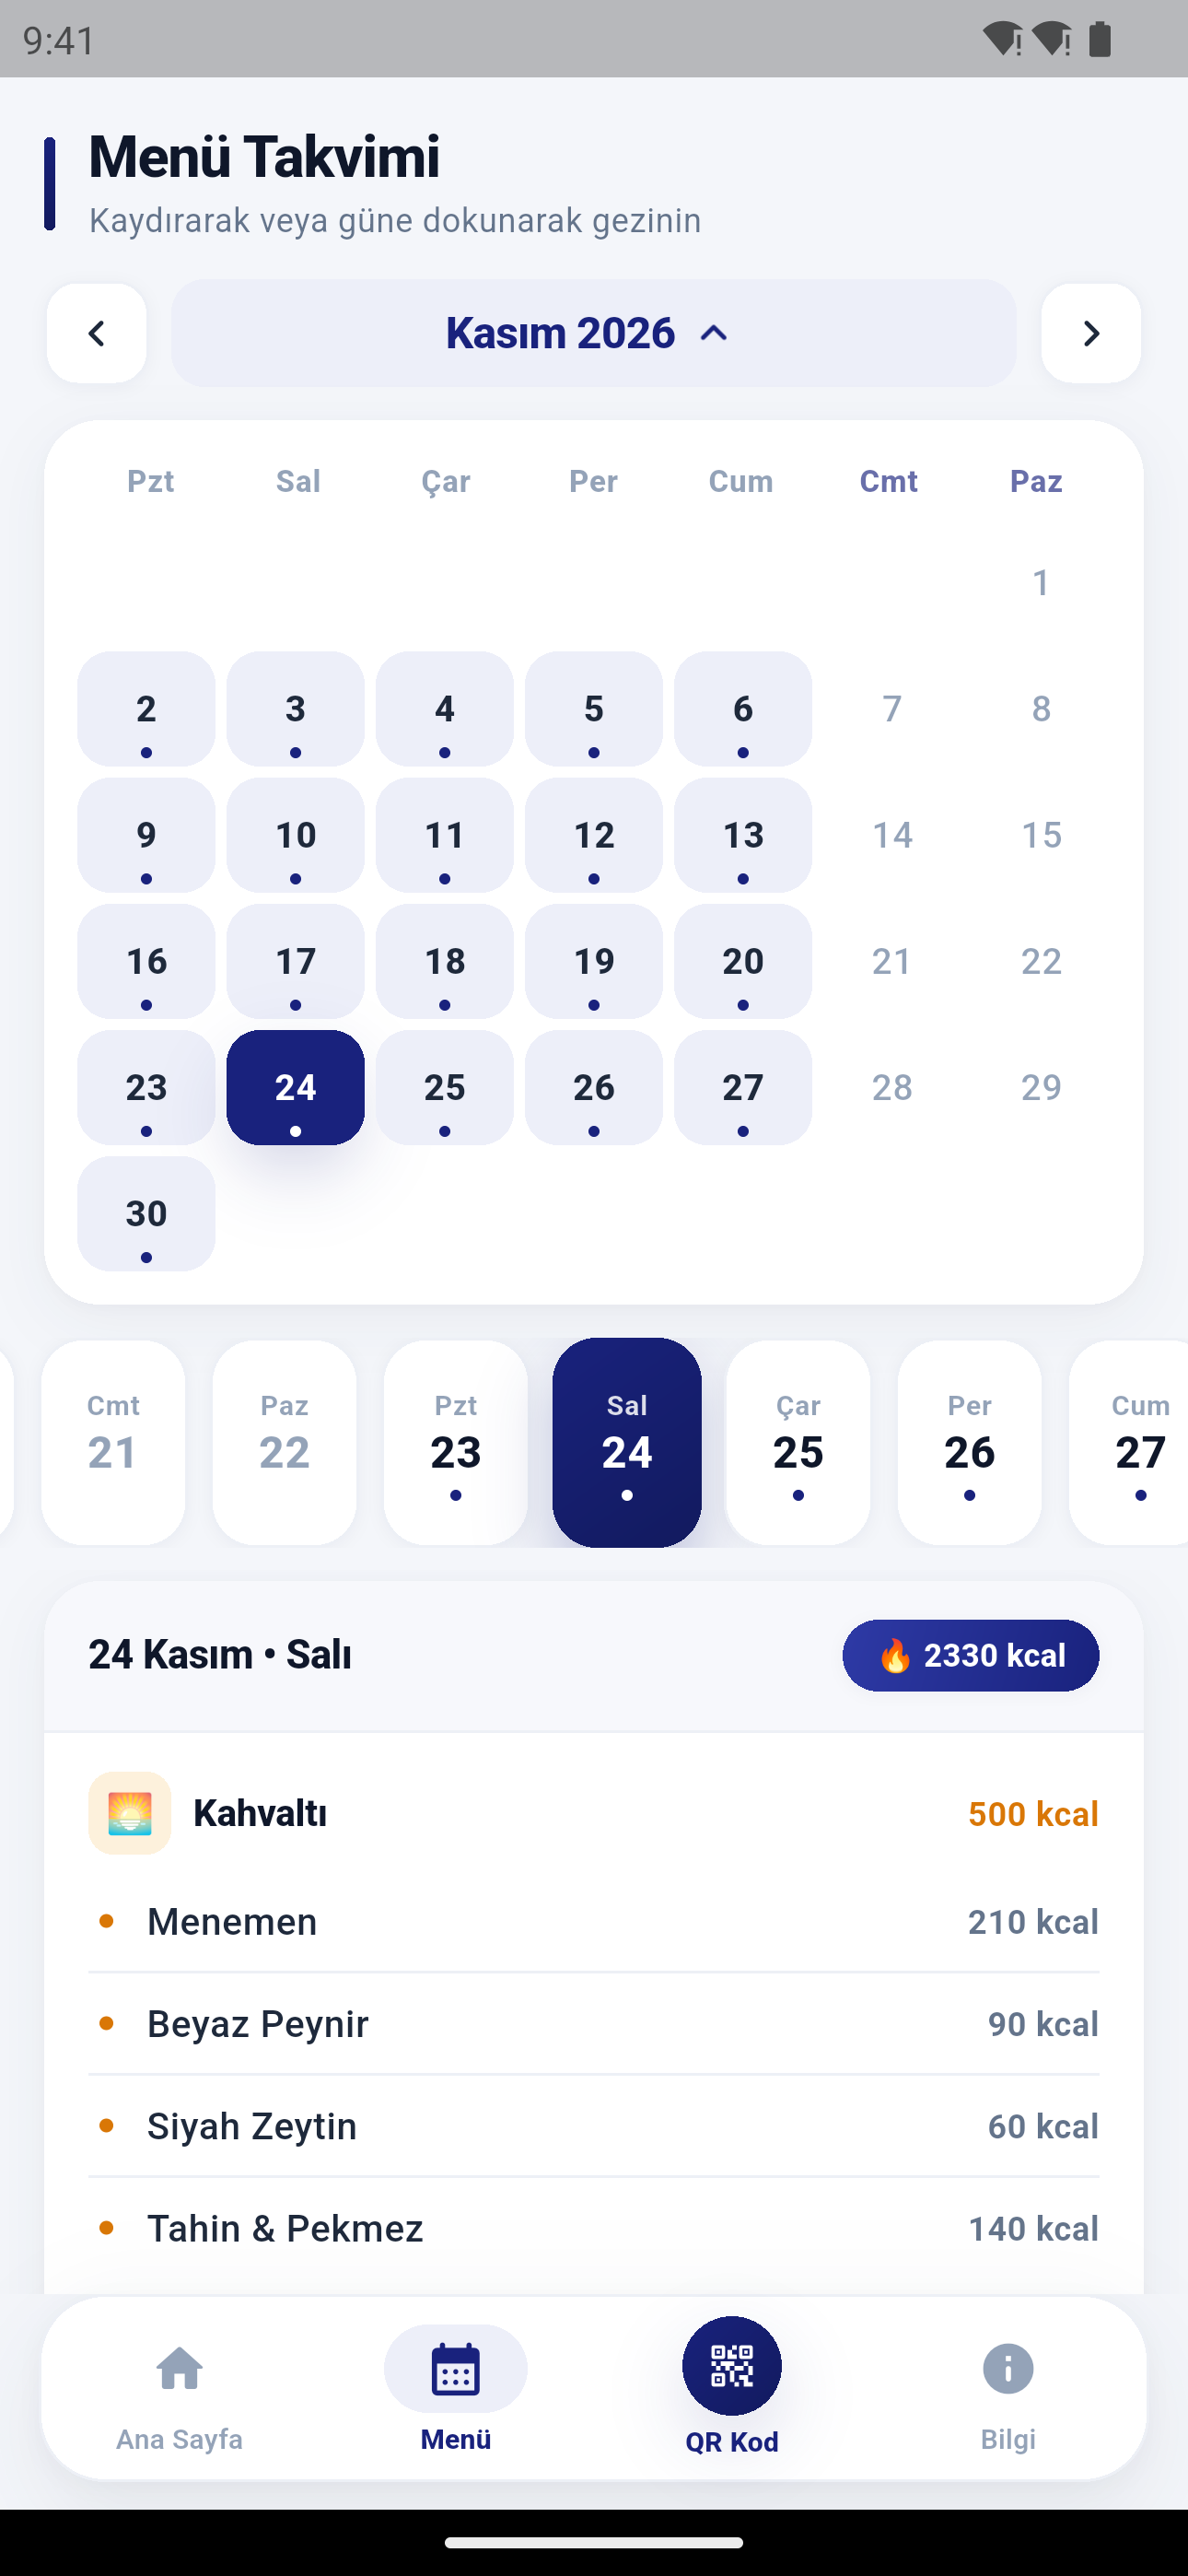 9:41
Menü Takvimi
Kaydırarak veya güne dokunarak gezinin
Kasım 2026
Pzt Sal Çar Per Cum Cmt Paz
1
2 3 4 5 6 7 8
9 10 11 12 13 14 15
16 17 18 19 20 21 22
23 24 25 26 27 28 29
30
Cmt Paz Pzt Sal Çar Per Cum
21 22 23 24 25 26 27
24 Kasım • Salı 🔥 2330 kcal
Kahvaltı 500 kcal
Menemen 210 kcal
Beyaz Peynir 90 kcal
Siyah Zeytin 60 kcal
Tahin & Pekmez 140 kcal
Ana Sayfa Menü QR Kod Bilgi